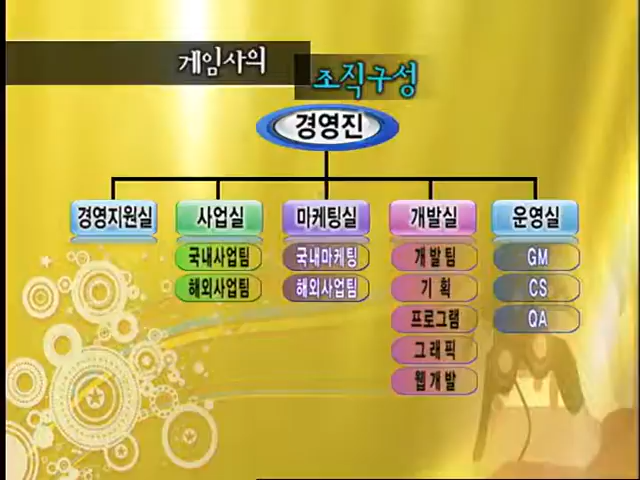 게임사의
조직구성
경영진
경영지원실 사업실 마케팅실 개발실 운영실
국내사업팀 국내마케팅 개발팀 GM
해외사업팀 해외사업팀 기획 CS
프로그램 QA
그래픽
웹개발